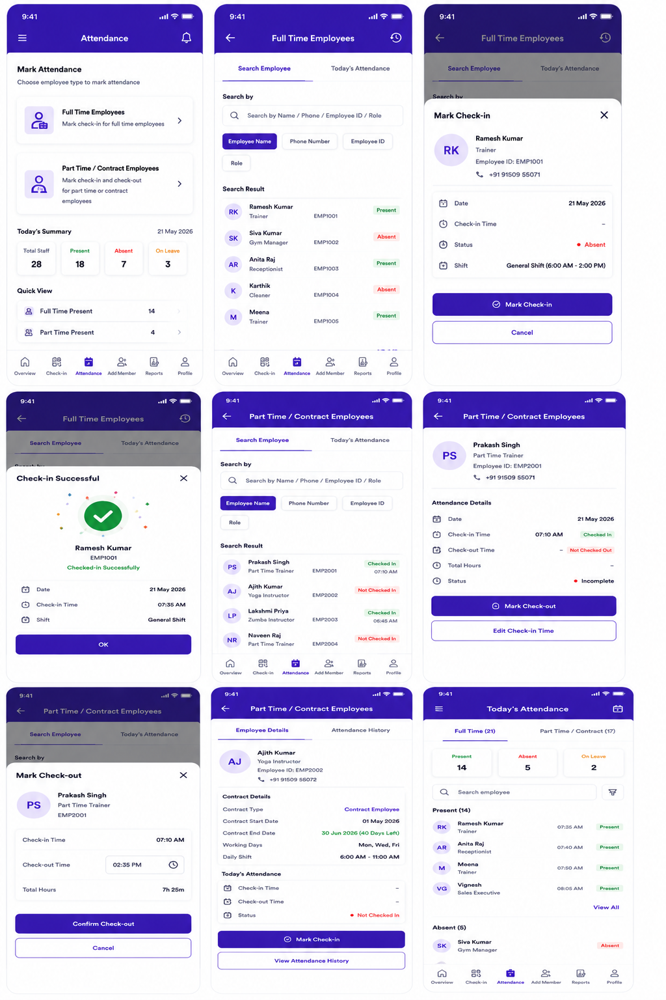 9:41
Attendance
Mark Attendance
Choose employee type to mark attendance
Full Time Employees
Mark check-in for full time employees
Part Time / Contract Employees
Mark check-in and check-out
for part time or contract
employees
Today's Summary 21 May 2026
Total Staff Present Absent On Leave
28 18 7 3
Quick View
Full Time Present 14
Part Time Present 4
Overview Check-in Attendance Add Member Reports Profile
9:41
Full Time Employees
Search Employee Today's Attendance
Search by
Search by Name / Phone / Employee ID / Role
Employee Name Phone Number Employee ID
Role
Search Result
RK Ramesh Kumar Present
Trainer EMP1001
SK Siva Kumar Absent
Gym Manager EMP1002
AR Anita Raj Present
Receptionist EMP1003
K Karthik Absent
Cleaner EMP1004
M Meena Present
Trainer EMP1005
Overview Check-in Attendance Add Member Reports Profile
9:41
Full Time Employees
Search Employee Today's Attendance
Search by
Mark Check-in
RK Ramesh Kumar
Trainer
Employee ID: EMP1001
+91 91509 55071
Date 21 May 2026
Check-in Time –
Status Absent
Shift General Shift (6:00 AM - 2:00 PM)
Mark Check-in
Cancel
9:41
Full Time Employees
Search Employee Today's Attendance
Check-in Successful
Ramesh Kumar
EMP1001
Checked-in Successfully
Date 21 May 2026
Check-in Time 07:35 AM
Shift General Shift
OK
9:41
Part Time / Contract Employees
Search Employee Today's Attendance
Search by
Search by Name / Phone / Employee ID / Role
Employee Name Phone Number Employee ID
Role
Search Result
PS Prakash Singh Checked In
Part Time Trainer EMP2001 07:10 AM
AJ Ajith Kumar Not Checked In
Yoga Instructor EMP2002
LP Lakshmi Priya Checked In
Zumba Instructor EMP2003 06:45 AM
NR Naveen Raj Not Checked In
Part Time Trainer EMP2004
Overview Check-in Attendance Add Member Reports Profile
9:41
Part Time / Contract Employees
PS Prakash Singh
Part Time Trainer
Employee ID: EMP2001
+91 91509 55071
Attendance Details
Date 21 May 2026
Check-in Time 07:10 AM Checked In
Check-out Time – Not Checked Out
Total Hours –
Status Incomplete
Mark Check-out
Edit Check-in Time
9:41
Part Time / Contract Employees
Search Employee Today's Attendance
Search by
Mark Check-out
PS Prakash Singh
Part Time Trainer
EMP2001
Check-in Time 07:10 AM
Check-out Time 02:35 PM
Total Hours 7h 25m
Confirm Check-out
Cancel
9:41
Part Time / Contract Employees
Employee Details Attendance History
AJ Ajith Kumar
Yoga Instructor
Employee ID: EMP2002
+91 91509 55072
Contract Details
Contract Type Contract Employee
Contract Start Date 01 May 2026
Contract End Date 30 Jun 2026 (40 Days Left)
Working Days Mon, Wed, Fri
Daily Shift 6:00 AM - 11:00 AM
Today's Attendance
Check-in Time –
Check-out Time –
Status Not Checked In
Mark Check-in
View Attendance History
9:41
Today's Attendance
Full Time (21) Part Time / Contract (17)
Present Absent On Leave
14 5 2
Search employee
Present (14)
RK Ramesh Kumar 07:35 AM Present
Trainer
AR Anita Raj 07:40 AM Present
Receptionist
M Meena 07:50 AM Present
Trainer
VG Vignesh 08:05 AM Present
Sales Executive
View All
Absent (5)
SK Siva Kumar Absent
Gym Manager
Overview Check-in Attendance Add Member Reports Profile